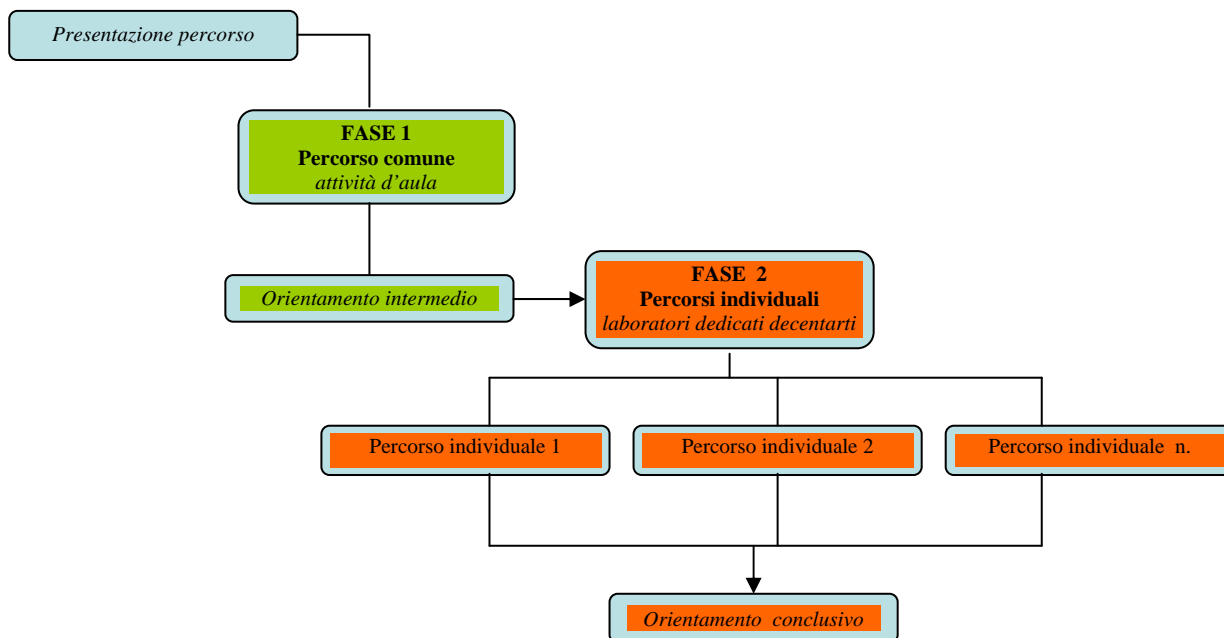 Presentazione percorso
FASE 1
Percorso comune
attività d’aula
Orientamento intermedio
FASE 2
Percorsi individuali
laboratori dedicati decentarti
Percorso individuale 1
Percorso individuale 2
Percorso individuale n.
Orientamento conclusivo